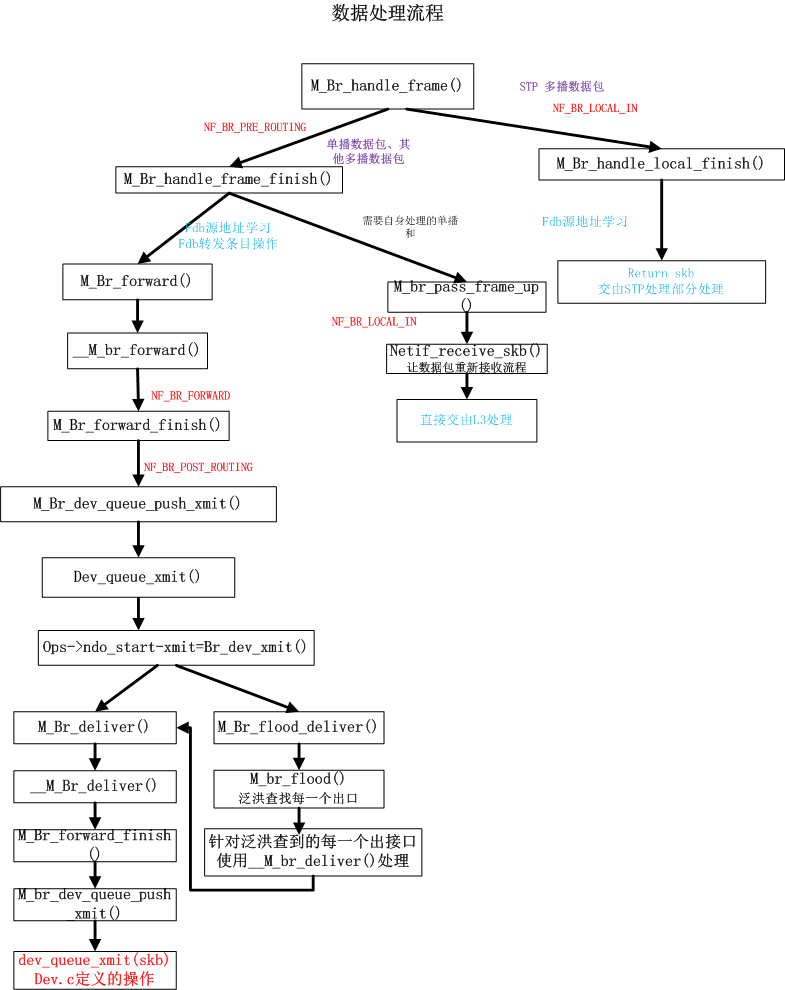 数据处理流程
M_Br_handle_frame()
STP 多播数据包
NF_BR_LOCAL_IN
NF_BR_PRE_ROUTING
单播数据包、其
他多播数据包
M_Br_handle_local_finish()
M_Br_handle_frame_finish()
Fdb源地址学习
Fdb转发条目操作
需要自身处理的单播
和
Fdb源地址学习
M_Br_forward()
M_br_pass_frame_up
()
Return skb
交由STP处理部分处理
NF_BR_LOCAL_IN
__M_br_forward()
Netif_receive_skb()
让数据包重新接收流程
NF_BR_FORWARD
M_Br_forward_finish()
直接交由L3处理
NF_BR_POST_ROUTING
M_Br_dev_queue_push_xmit()
Dev_queue_xmit()
Ops->ndo_start-xmit=Br_dev_xmit()
M_Br_deliver()
M_Br_flood_deliver()
__M_Br_deliver()
M_br_flood()
泛洪查找每一个出口
M_Br_forward_finish
()
针对泛洪查到的每一个出接口
使用__M_br_deliver()处理
M_br_dev_queue_push
_xmit()
dev_queue_xmit(skb)
Dev.c定义的操作